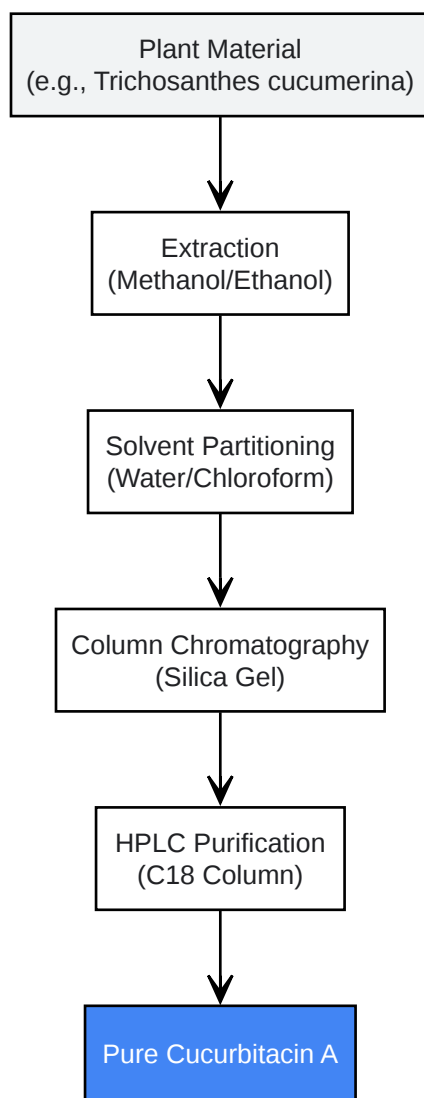 Plant Material
(e.g., Trichosanthes cucumerina)
Extraction
(Methanol/Ethanol)
Solvent Partitioning
(Water/Chloroform)
Column Chromatography
(Silica Gel)
HPLC Purification
(C18 Column)
Pure Cucurbitacin A